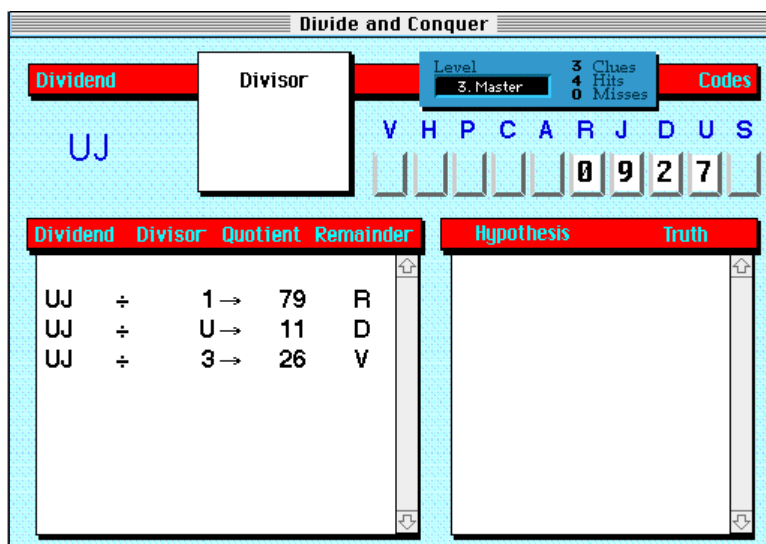 Divide and Conquer
Dividend Divisor Level 3. Master 3 Clues 4 Hits 0 Misses Codes
UJ
V H P C A R J D U S
0 9 2 7
Dividend Divisor Quotient Remainder
Hypothesis Truth
UJ ÷ 1→ 79 R
UJ ÷ U→ 11 D
UJ ÷ 3→ 26 V